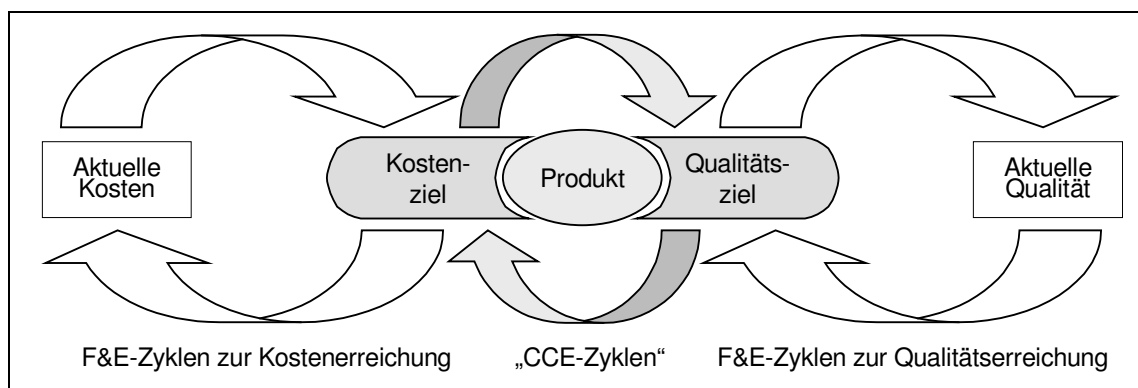 Aktuelle
Kosten
Kosten-
ziel
Produkt
Qualitäts-
ziel
Aktuelle
Qualität
F&E-Zyklen zur Kostenerreichung
„CCE-Zyklen“
F&E-Zyklen zur Qualitätserreichung